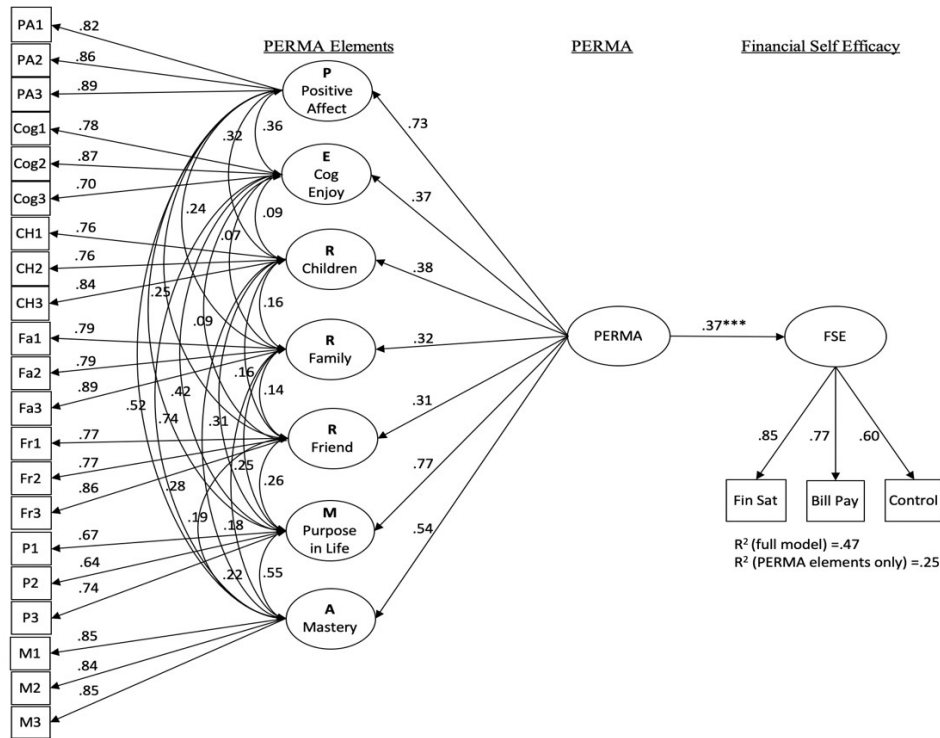 PERMA Elements
PERMA
Financial Self Efficacy
PA1
PA2
PA3
Cog1
Cog2
Cog3
CH1
CH2
CH3
Fa1
Fa2
Fa3
Fr1
Fr2
Fr3
P1
P2
P3
M1
M2
M3
.82
.86
.89
.78
.87
.70
.76
.76
.84
.79
.79
.89
.77
.77
.86
.67
.64
.74
.85
.84
.85
P
Positive
Affect
E
Cog
Enjoy
R
Children
R
Family
R
Friend
M
Purpose
in Life
A
Mastery
.36
.32
.24
.09
.07
.25
.16
.09
.16
.14
.42
.52
.74
.31
.25
.26
.28
.19
.18
.22
.55
.73
.37
.38
.32
.31
.77
.54
PERMA
.37***
FSE
.85
.77
.60
Fin Sat
Bill Pay
Control
R² (full model) =.47
R² (PERMA elements only) =.25